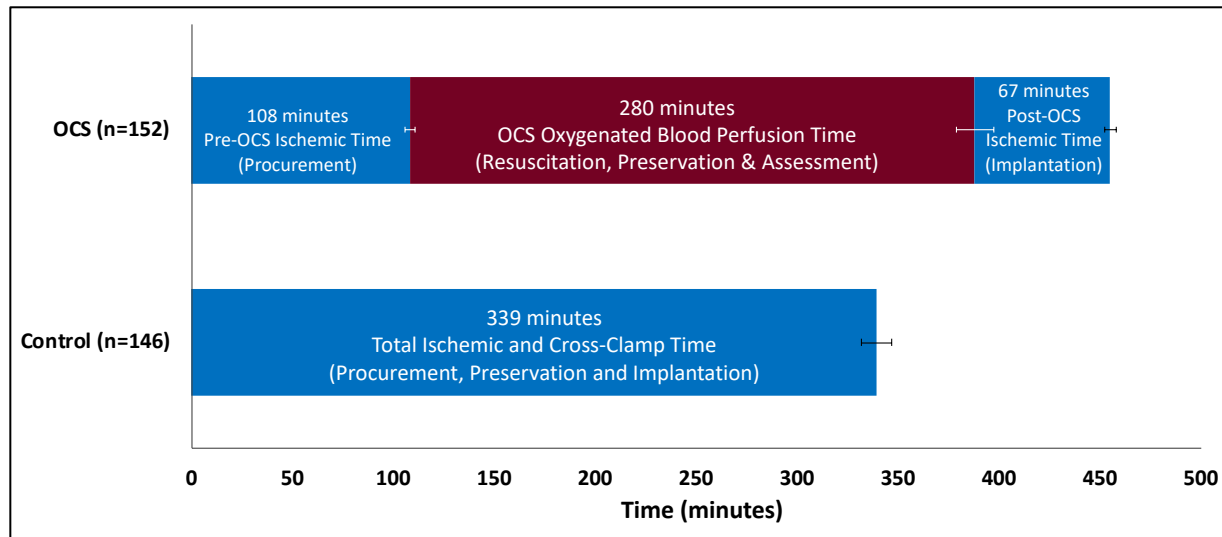 OCS (n=152)
108 minutes
Pre-OCS Ischemic Time
(Procurement)
280 minutes
OCS Oxygenated Blood Perfusion Time
(Resuscitation, Preservation & Assessment)
67 minutes
Post-OCS
Ischemic Time
(Implantation)
Control (n=146)
339 minutes
Total Ischemic and Cross-Clamp Time
(Procurement, Preservation and Implantation)
0 50 100 150 200 250 300 350 400 450 500
Time (minutes)